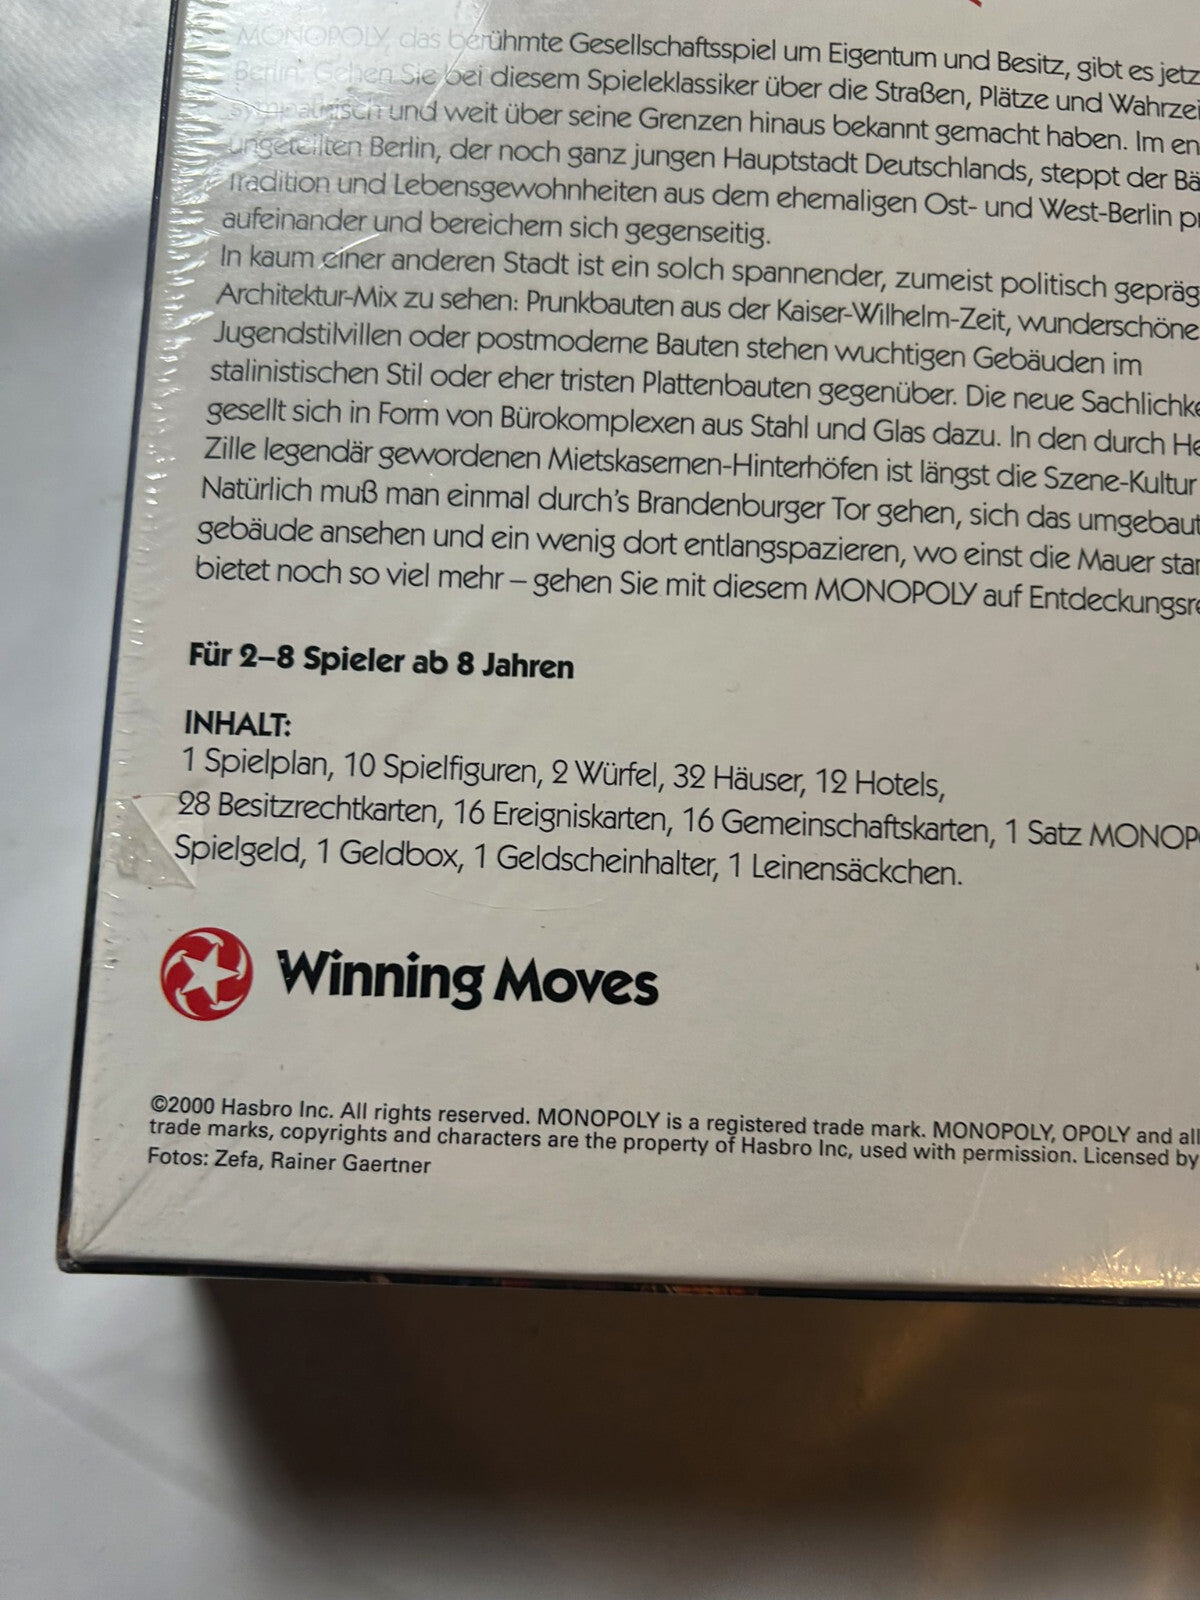 MONOPOLY, das berühmte Gesellschaftsspiel um Eigentum und Besitz, gibt es jetz
Berlin. Gehen Sie bei diesem Spieleklassiker über die Straßen, Plätze und Wahrzei
sympathisch und weit über seine Grenzen hinaus bekannt gemacht haben. Im en
ungeteilten Berlin, der noch ganz jungen Hauptstadt Deutschlands, steppt der Bä
Tradition und Lebensgewohnheiten aus dem ehemaligen Ost- und West-Berlin pr
aufeinander und bereichern sich gegenseitig.
In kaum einer anderen Stadt ist ein solch spannender, zumeist politisch gepräg
Architektur-Mix zu sehen: Prunkbauten aus der Kaiser-Wilhelm-Zeit, wunderschöne
Jugendstilvillen oder postmoderne Bauten stehen wuchtigen Gebäuden im
stalinistischen Stil oder eher tristen Plattenbauten gegenüber. Die neue Sachlichke
gesellt sich in Form von Bürokomplexen aus Stahl und Glas dazu. In den durch He
Zille legendär gewordenen Mietskasernen-Hinterhöfen ist längst die Szene-Kultur
Natürlich muß man einmal durch's Brandenburger Tor gehen, sich das umgebaut
gebäude ansehen und ein wenig dort entlangspazieren, wo einst die Mauer star
bietet noch so viel mehr – gehen Sie mit diesem MONOPOLY auf Entdeckungsre
Für 2–8 Spieler ab 8 Jahren
INHALT:
1 Spielplan, 10 Spielfiguren, 2 Würfel, 32 Häuser, 12 Hotels,
28 Besitzrechtkarten, 16 Ereigniskarten, 16 Gemeinschaftskarten, 1 Satz MONOPO
Spielgeld, 1 Geldbox, 1 Geldscheinhalter, 1 Leinensäckchen.
Winning Moves
©2000 Hasbro Inc. All rights reserved. MONOPOLY is a registered trade mark. MONOPOLY, OPOLY and all
trade marks, copyrights and characters are the property of Hasbro Inc, used with permission. Licensed by
Fotos: Zefa, Rainer Gaertner